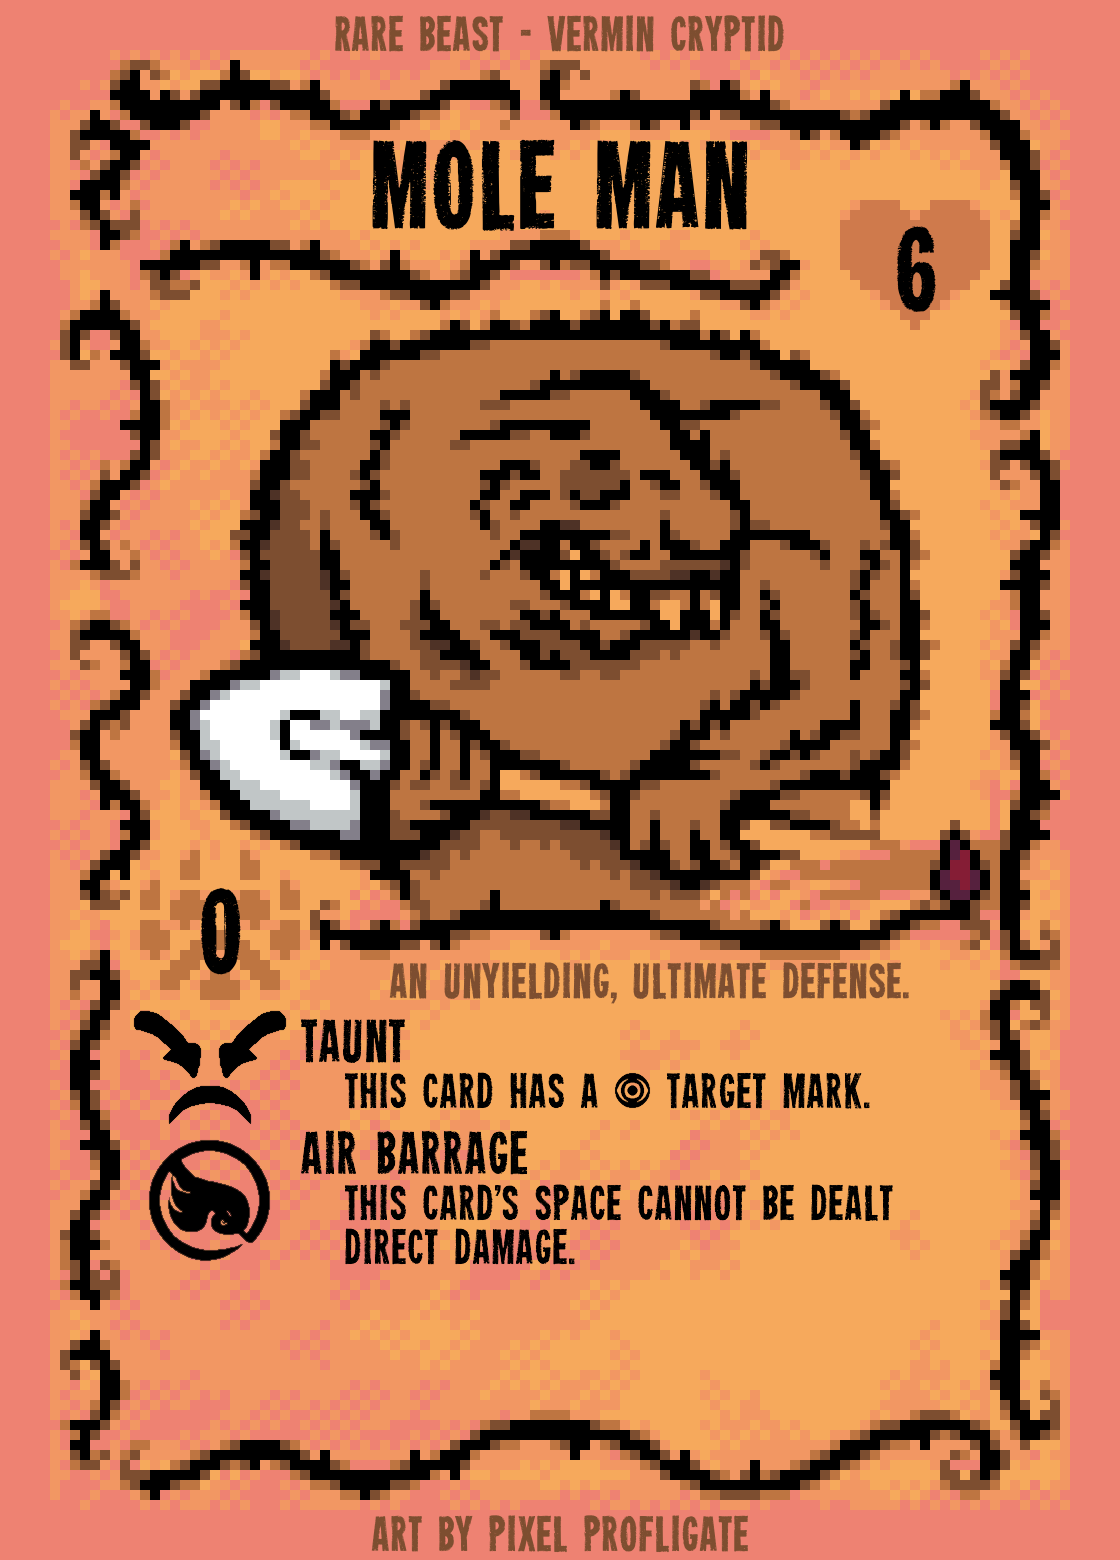 RARE BEAST - VERMIN CRYPTID
MOLE MAN
6
0
AN UNYIELDING, ULTIMATE DEFENSE.
TAUNT
THIS CARD HAS A TARGET MARK.
AIR BARRAGE
THIS CARD'S SPACE CANNOT BE DEALT
DIRECT DAMAGE.
ART BY PIXEL PROFLIGATE